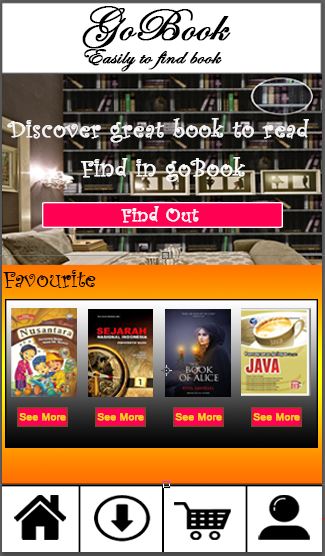 GoBook
Easily to find book
Discover great book to read
Find in goBook
Find Out
Favourite
Nusantara
SEJARAH
NASIONAL INDONESIA
1
BOOK
OF ALICE
JAVA
See More
See More
See More
See More